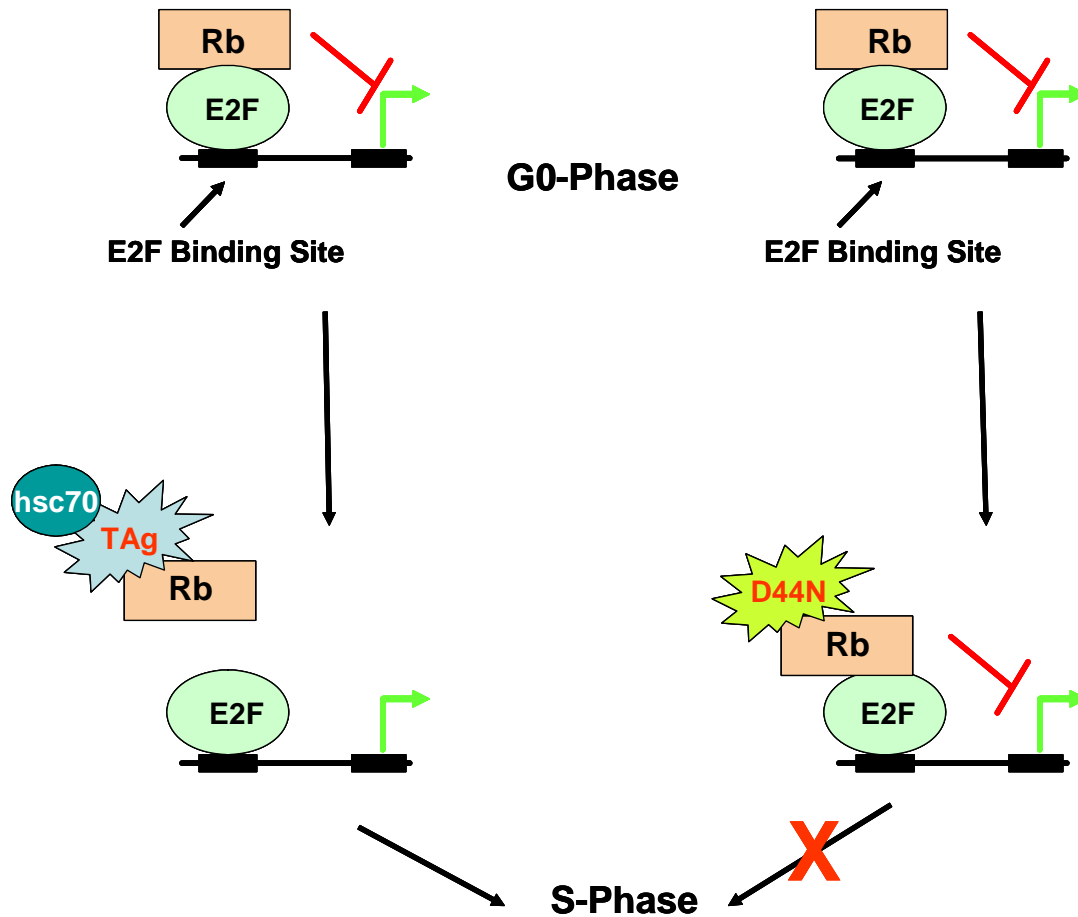 Rb
Rb
E2F
E2F
G0-Phase
E2F Binding Site
E2F Binding Site
hsc70
TAg
Rb
D44N
Rb
E2F
E2F
X
S-Phase